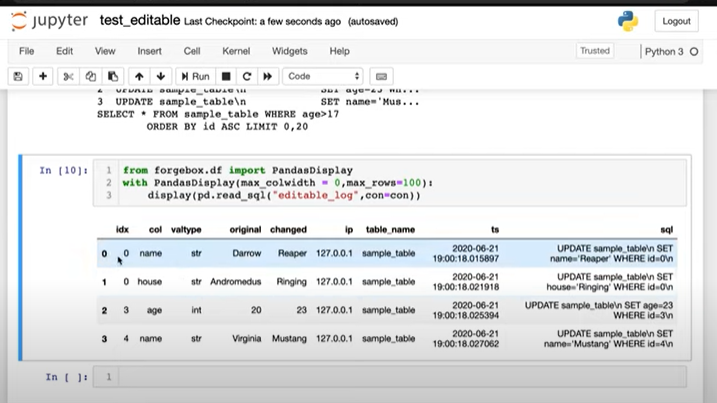 jupyter test_editable Last Checkpoint: a few seconds ago (autosaved)
Logout
File Edit View Insert Cell Kernel Widgets Help
Trusted
Python 3
Run
Code
2 UPDATE sample_table\n
3 UPDATE sample_table\n SET name='Mus...
SELECT * FROM sample_table WHERE age>17
ORDER BY id ASC LIMIT 0,20
In [10]:
1 from forgebox.df import PandasDisplay
2 with PandasDisplay(max_colwidth = 0,max_rows=100):
3 display(pd.read_sql("editable_log",con=con))
idx col valtype original changed ip table_name ts sql
0 0 name str Darrow Reaper 127.0.0.1 sample_table 2020-06-21 19:00:18.015897 UPDATE sample_table\n SET name='Reaper' WHERE id=0\n
1 0 house str Andromedus Ringing 127.0.0.1 sample_table 2020-06-21 19:00:18.021918 UPDATE sample_table\n SET house='Ringing' WHERE id=0\n
2 3 age int 20 23 127.0.0.1 sample_table 2020-06-21 19:00:18.025394 UPDATE sample_table\n SET age=23 WHERE id=3\n
3 4 name str Virginia Mustang 127.0.0.1 sample_table 2020-06-21 19:00:18.027062 UPDATE sample_table\n SET name='Mustang' WHERE id=4\n
In [ ]:
1